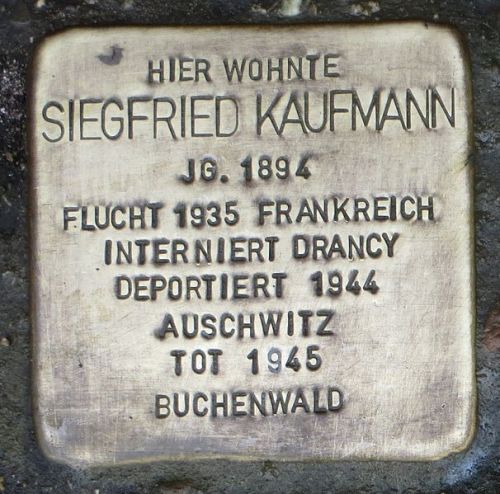 HIER WOHNTE
SIEGFRIED KAUFMANN
JG. 1894
FLUCHT 1935 FRANKREICH
INTERNIERT DRANCY
DEPORTIERT 1944
AUSCHWITZ
TOT 1945
BUCHENWALD